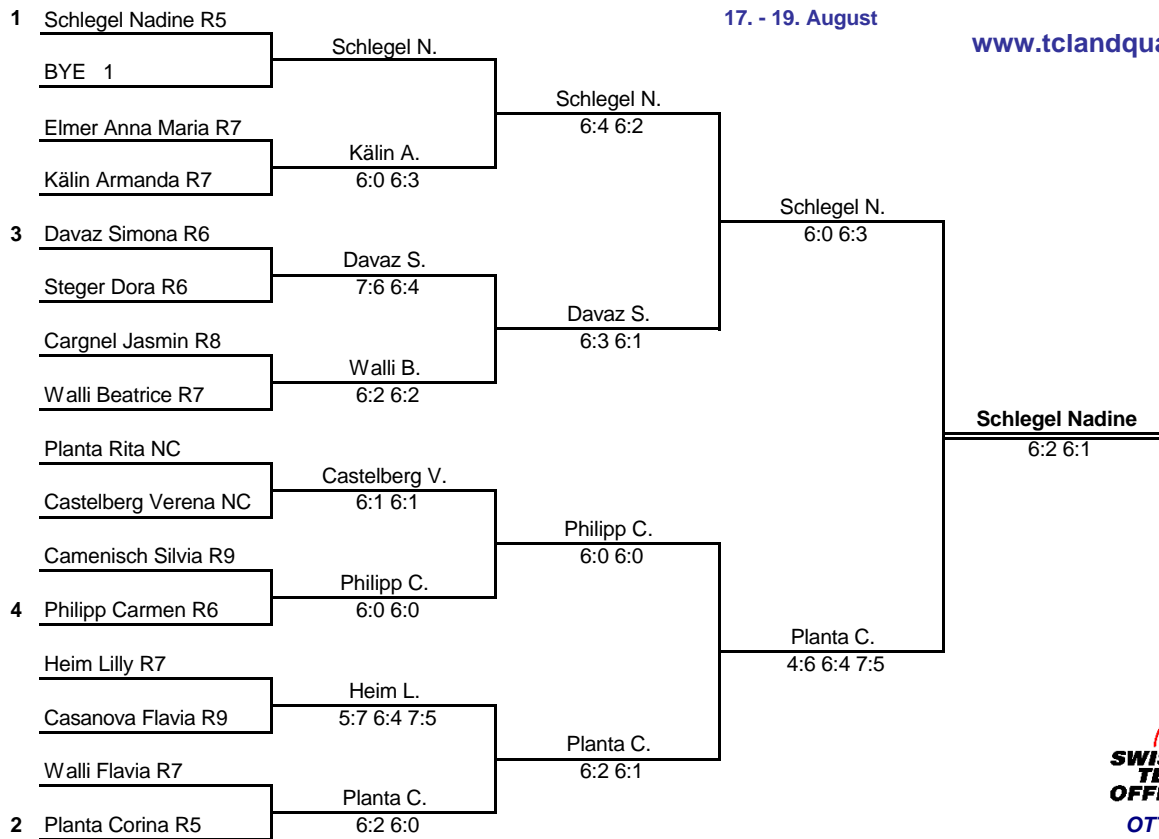 17. - 19. August
www.tclandqua
1 Schlegel Nadine R5
Schlegel N.
BYE 1
Schlegel N.
6:4 6:2
Elmer Anna Maria R7
Kälin A.
6:0 6:3
Kälin Armanda R7
Schlegel N.
6:0 6:3
3 Davaz Simona R6
Davaz S.
7:6 6:4
Steger Dora R6
Davaz S.
6:3 6:1
Cargnel Jasmin R8
Walli B.
6:2 6:2
Walli Beatrice R7
Schlegel Nadine
6:2 6:1
Planta Rita NC
Castelberg V.
6:1 6:1
Castelberg Verena NC
Philipp C.
6:0 6:0
Camenisch Silvia R9
Philipp C.
6:0 6:0
4 Philipp Carmen R6
Planta C.
4:6 6:4 7:5
Heim Lilly R7
Heim L.
5:7 6:4 7:5
Casanova Flavia R9
Planta C.
6:2 6:1
Walli Flavia R7
Planta C.
6:2 6:0
2 Planta Corina R5
SWIS
TE
OFFI
OT